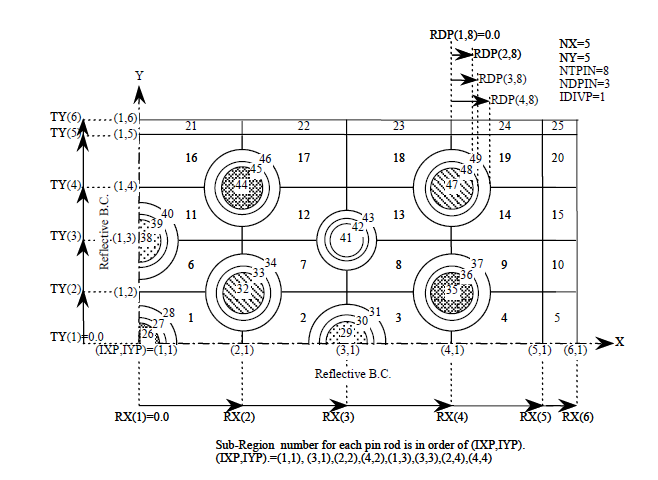 RDP(1,8)=0.0
RDP(2,8)
RDP(3,8)
RDP(4,8)
NX=5
NY=5
NTPIN=8
NDPIN=3
IDIVP=1
Y
TY(6) (1,6) 21 22 23 24 25
TY(5) (1,5)
16 46 17 18 49 19 20
45 48
44 47
TY(4) (1,4)
40 11 12 43 13 14 15
39 42
TY(3) (1,3) 38 41
Reflective B.C.
6 34 7 8 37 9 10
33 36
TY(2) (1,2) 32 35
28 1 2 31 3 4 5
27 30
26 29
TY(1)=0.0
X
(IXP,IYP)=(1,1) (2,1) (3,1) (4,1) (5,1) (6,1)
Reflective B.C.
RX(1)=0.0 RX(2) RX(3) RX(4) RX(5) RX(6)
Sub-Region number for each pin rod is in order of (IXP,IYP).
(IXP,IYP).=(1,1), (3,1),(2,2),(4,2),(1,3),(3,3),(2,4),(4,4)